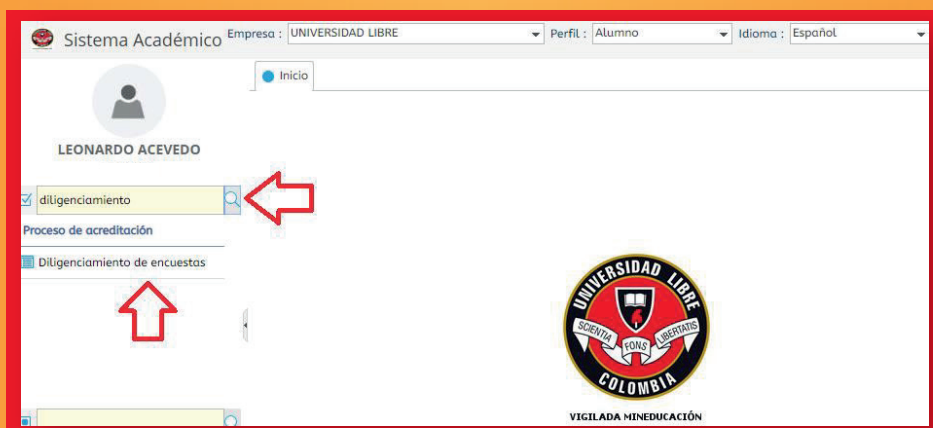 Sistema Académico
Empresa : UNIVERSIDAD LIBRE Perfil : Alumno Idioma : Español
Inicio
LEONARDO ACEVEDO
diligenciamiento
Proceso de acreditación
Diligenciamiento de encuestas
UNIVERSIDAD LIBRE
SCIENTIA FONS LIBERTATIS
COLOMBIA
VIGILADA MINEDUCACIÓN